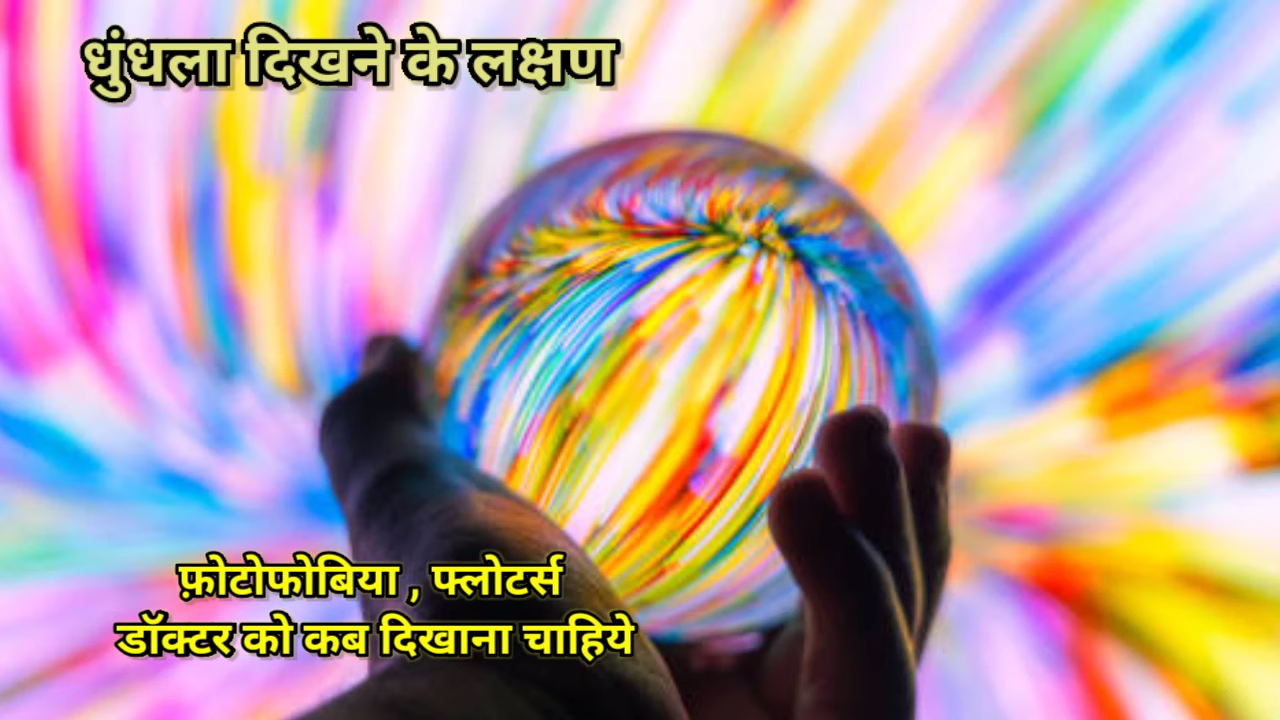 धुंधला दिखने के लक्षण
फ़ोटोफोबिया , फ्लोटर्स
डॉक्टर को कब दिखाना चाहिये